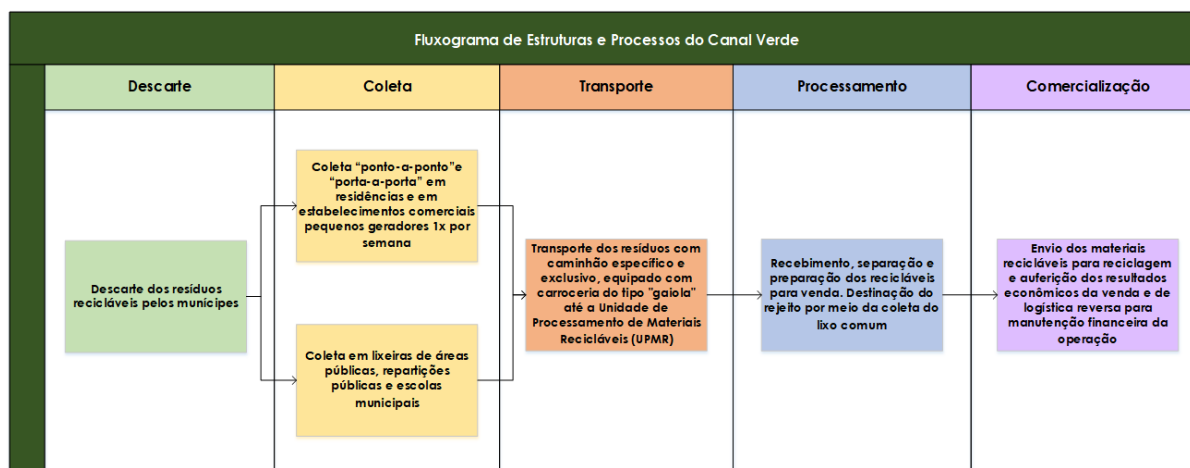 Fluxograma de Estruturas e Processos do Canal Verde
Descarte
Coleta
Transporte
Processamento
Comercialização
Descarte dos resíduos
recicláveis pelos munícipes
Coleta “ponto-a-ponto”e
“porta-a-porta” em
residências e em
estabelecimentos comerciais
pequenos geradores 1x por
semana
Coleta em lixeiras de áreas
públicas, repartições
públicas e escolas
municipais
Transporte dos resíduos com
caminhão específico e
exclusivo, equipado com
carroceria do tipo "gaiola"
até a Unidade de
Processamento de Materiais
Recicláveis (UPMR)
Recebimento, separação e
preparação dos recicláveis
para venda. Destinação do
rejeito por meio da coleta do
lixo comum
Envio dos materiais
recicláveis para reciclagem
e auferição dos resultados
econômicos da venda e de
logística reversa para
manutenção financeira da
operação